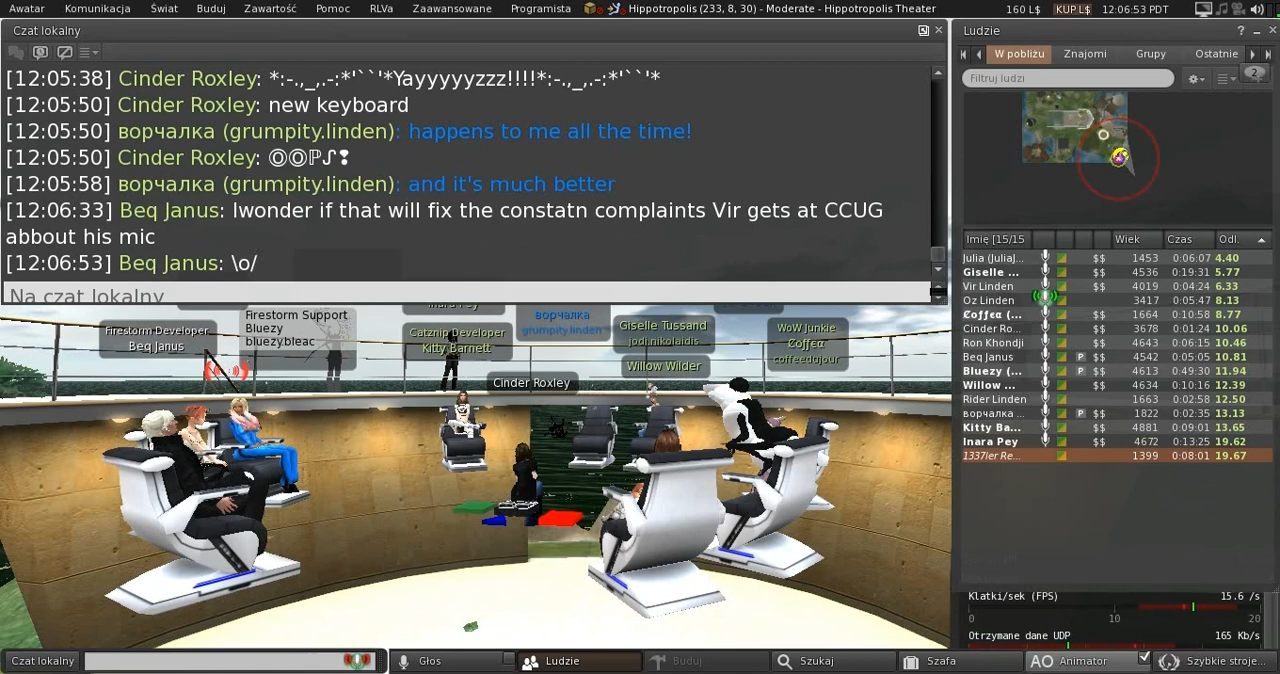 Awatar Komunikacja Świat Buduj Zawartość Pomoc RLVa Zaawansowane Programista Hippotropolis (233, 8, 30) - Moderate - Hippotropolis Theater 160 L$ KUP L$ 12:06:53 PDT
Czat lokalny
[12:05:38] Cinder Roxley: *:-.,_,.-:*'``'*Yayyyyyzzz!!!!*:-.,_,.-:*'``'*
[12:05:50] Cinder Roxley: new keyboard
[12:05:50] ворчалка (grumpity.linden): happens to me all the time!
[12:05:50] Cinder Roxley: ⓄⓄℙᔑ❢
[12:05:58] ворчалка (grumpity.linden): and it's much better
[12:06:33] Beq Janus: Iwonder if that will fix the constatn complaints Vir gets at CCUG
abbout his mic
[12:06:53] Beq Janus: \o/
Na czat lokalny
Firestorm Developer
Beq Janus
Firestorm Support
Bluezy
bluezy.bleac
Catznip Developer
Kitty Barnett
ворчалка
grumpity.linden
Giselle Tussand
jodi.nikolaidis
Willow Wilder
WoW Junkie
coffeedujour
Cinder Roxley
Ludzie
W pobliżu Znajomi Grupy Ostatnie
Filtruj ludzi
2
Imię [15/15 Wiek Czas Odl.
Julia (JuliaJ... $$ 1453 0:06:07 4.40
Giselle ... $$ 4536 0:19:31 5.77
Vir Linden $$ 4019 0:04:24 6.33
Oz Linden 3417 0:05:47 8.13
Ȼoƒƒєα (... $$ 1664 0:10:58 8.77
Cinder Ro... $$ 3678 0:01:24 10.06
Ron Khondji $$ 4643 0:06:15 10.46
Beq Janus P $$ 4542 0:05:05 10.81
Bluezy (... P $$ 4613 0:49:30 11.94
Willow ... $$ 4634 0:10:16 12.39
Rider Linden 1663 0:02:58 12.50
ворчалка ... P $$ 1822 0:02:35 13.13
Kitty Ba... $$ 4881 0:09:01 13.65
Inara Pey $$ 4672 0:13:25 19.62
1337ler Re... 1399 0:08:01 19.67
Klatki/sek (FPS) 15.6 /s
0 10 20
Otrzymane dane UDP 165 Kb/s
Czat lokalny Głos Ludzie Buduj Szukaj Szafa AO Animator Szybkie stroje...